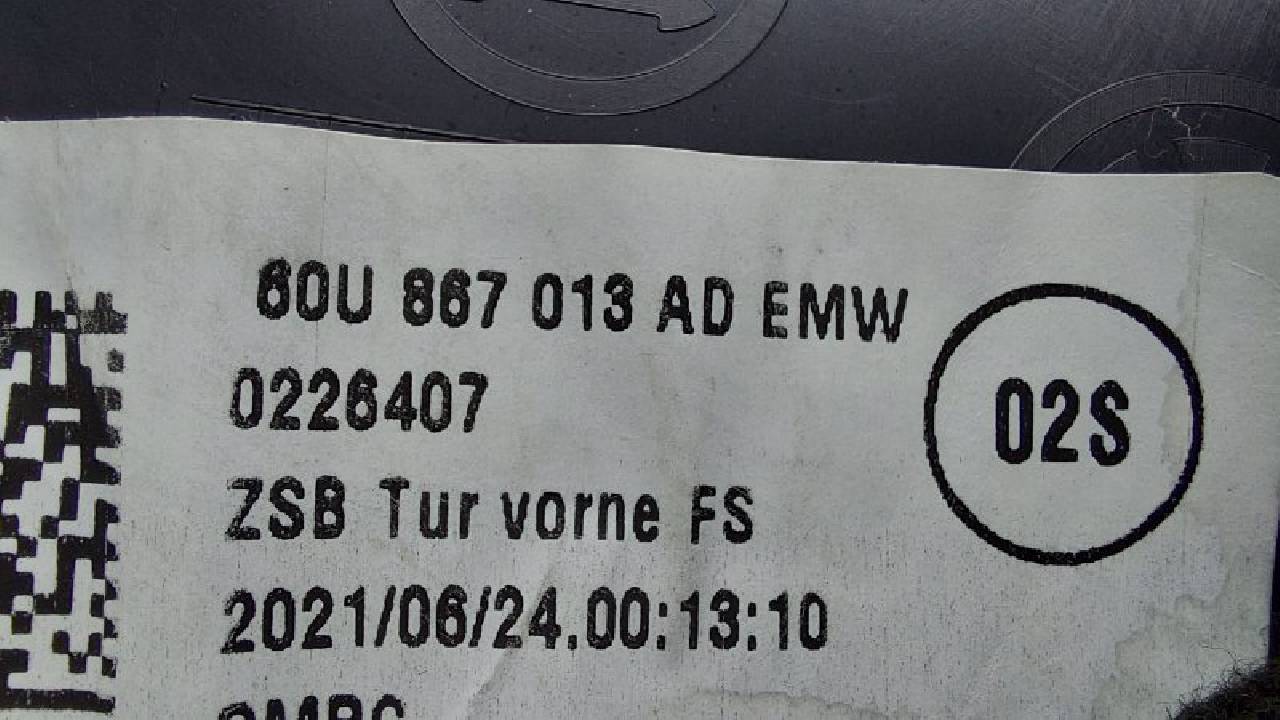 60U 867 013 AD EMW
0226407
02S
ZSB Tur vorne FS
2021/06/24.00:13:10